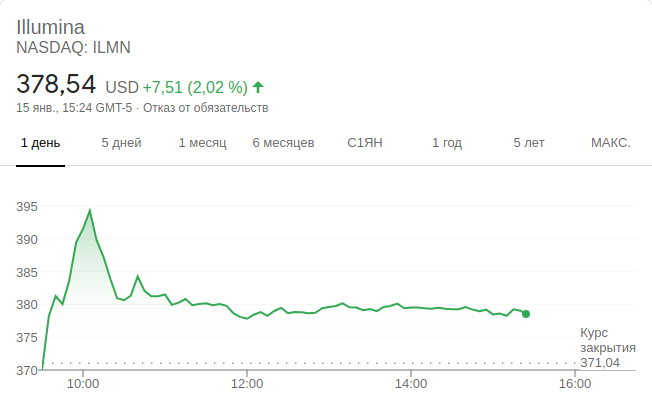 Illumina
NASDAQ: ILMN
378,54 USD +7,51 (2,02 %)
15 янв., 15:24 GMT-5 · Отказ от обязательств
1 день 5 дней 1 месяц 6 месяцев С1ЯН 1 год 5 лет МАКС.
395
390
385
380
375
370
Курс
закрытия
371,04
10:00 12:00 14:00 16:00